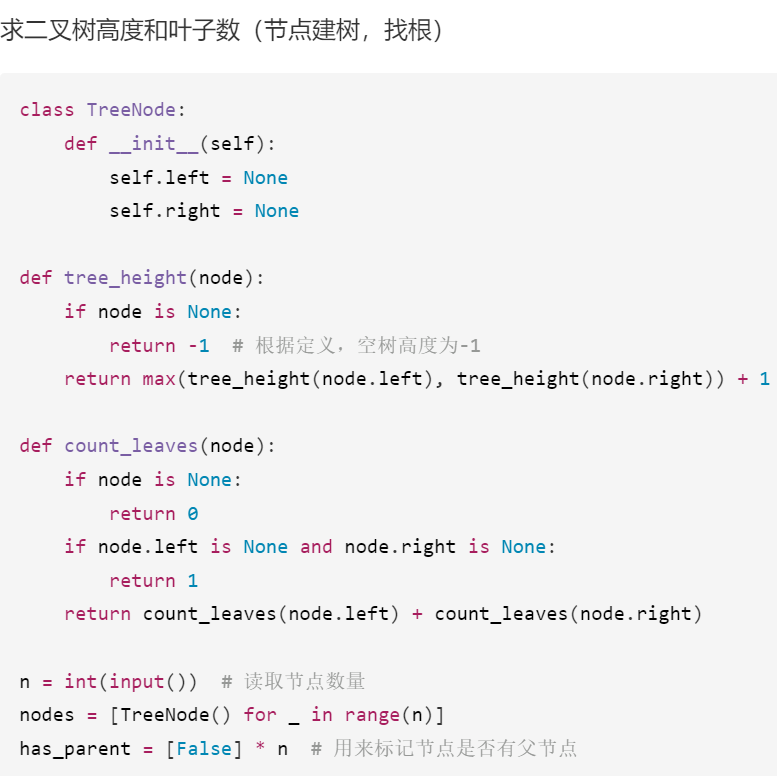 求二叉树高度和叶子数（节点建树，找根）
class TreeNode:
    def __init__(self):
        self.left = None
        self.right = None
def tree_height(node):
    if node is None:
        return -1  # 根据定义，空树高度为-1
    return max(tree_height(node.left), tree_height(node.right)) + 1
def count_leaves(node):
    if node is None:
        return 0
    if node.left is None and node.right is None:
        return 1
    return count_leaves(node.left) + count_leaves(node.right)
n = int(input())  # 读取节点数量
nodes = [TreeNode() for _ in range(n)]
has_parent = [False] * n  # 用来标记节点是否有父节点